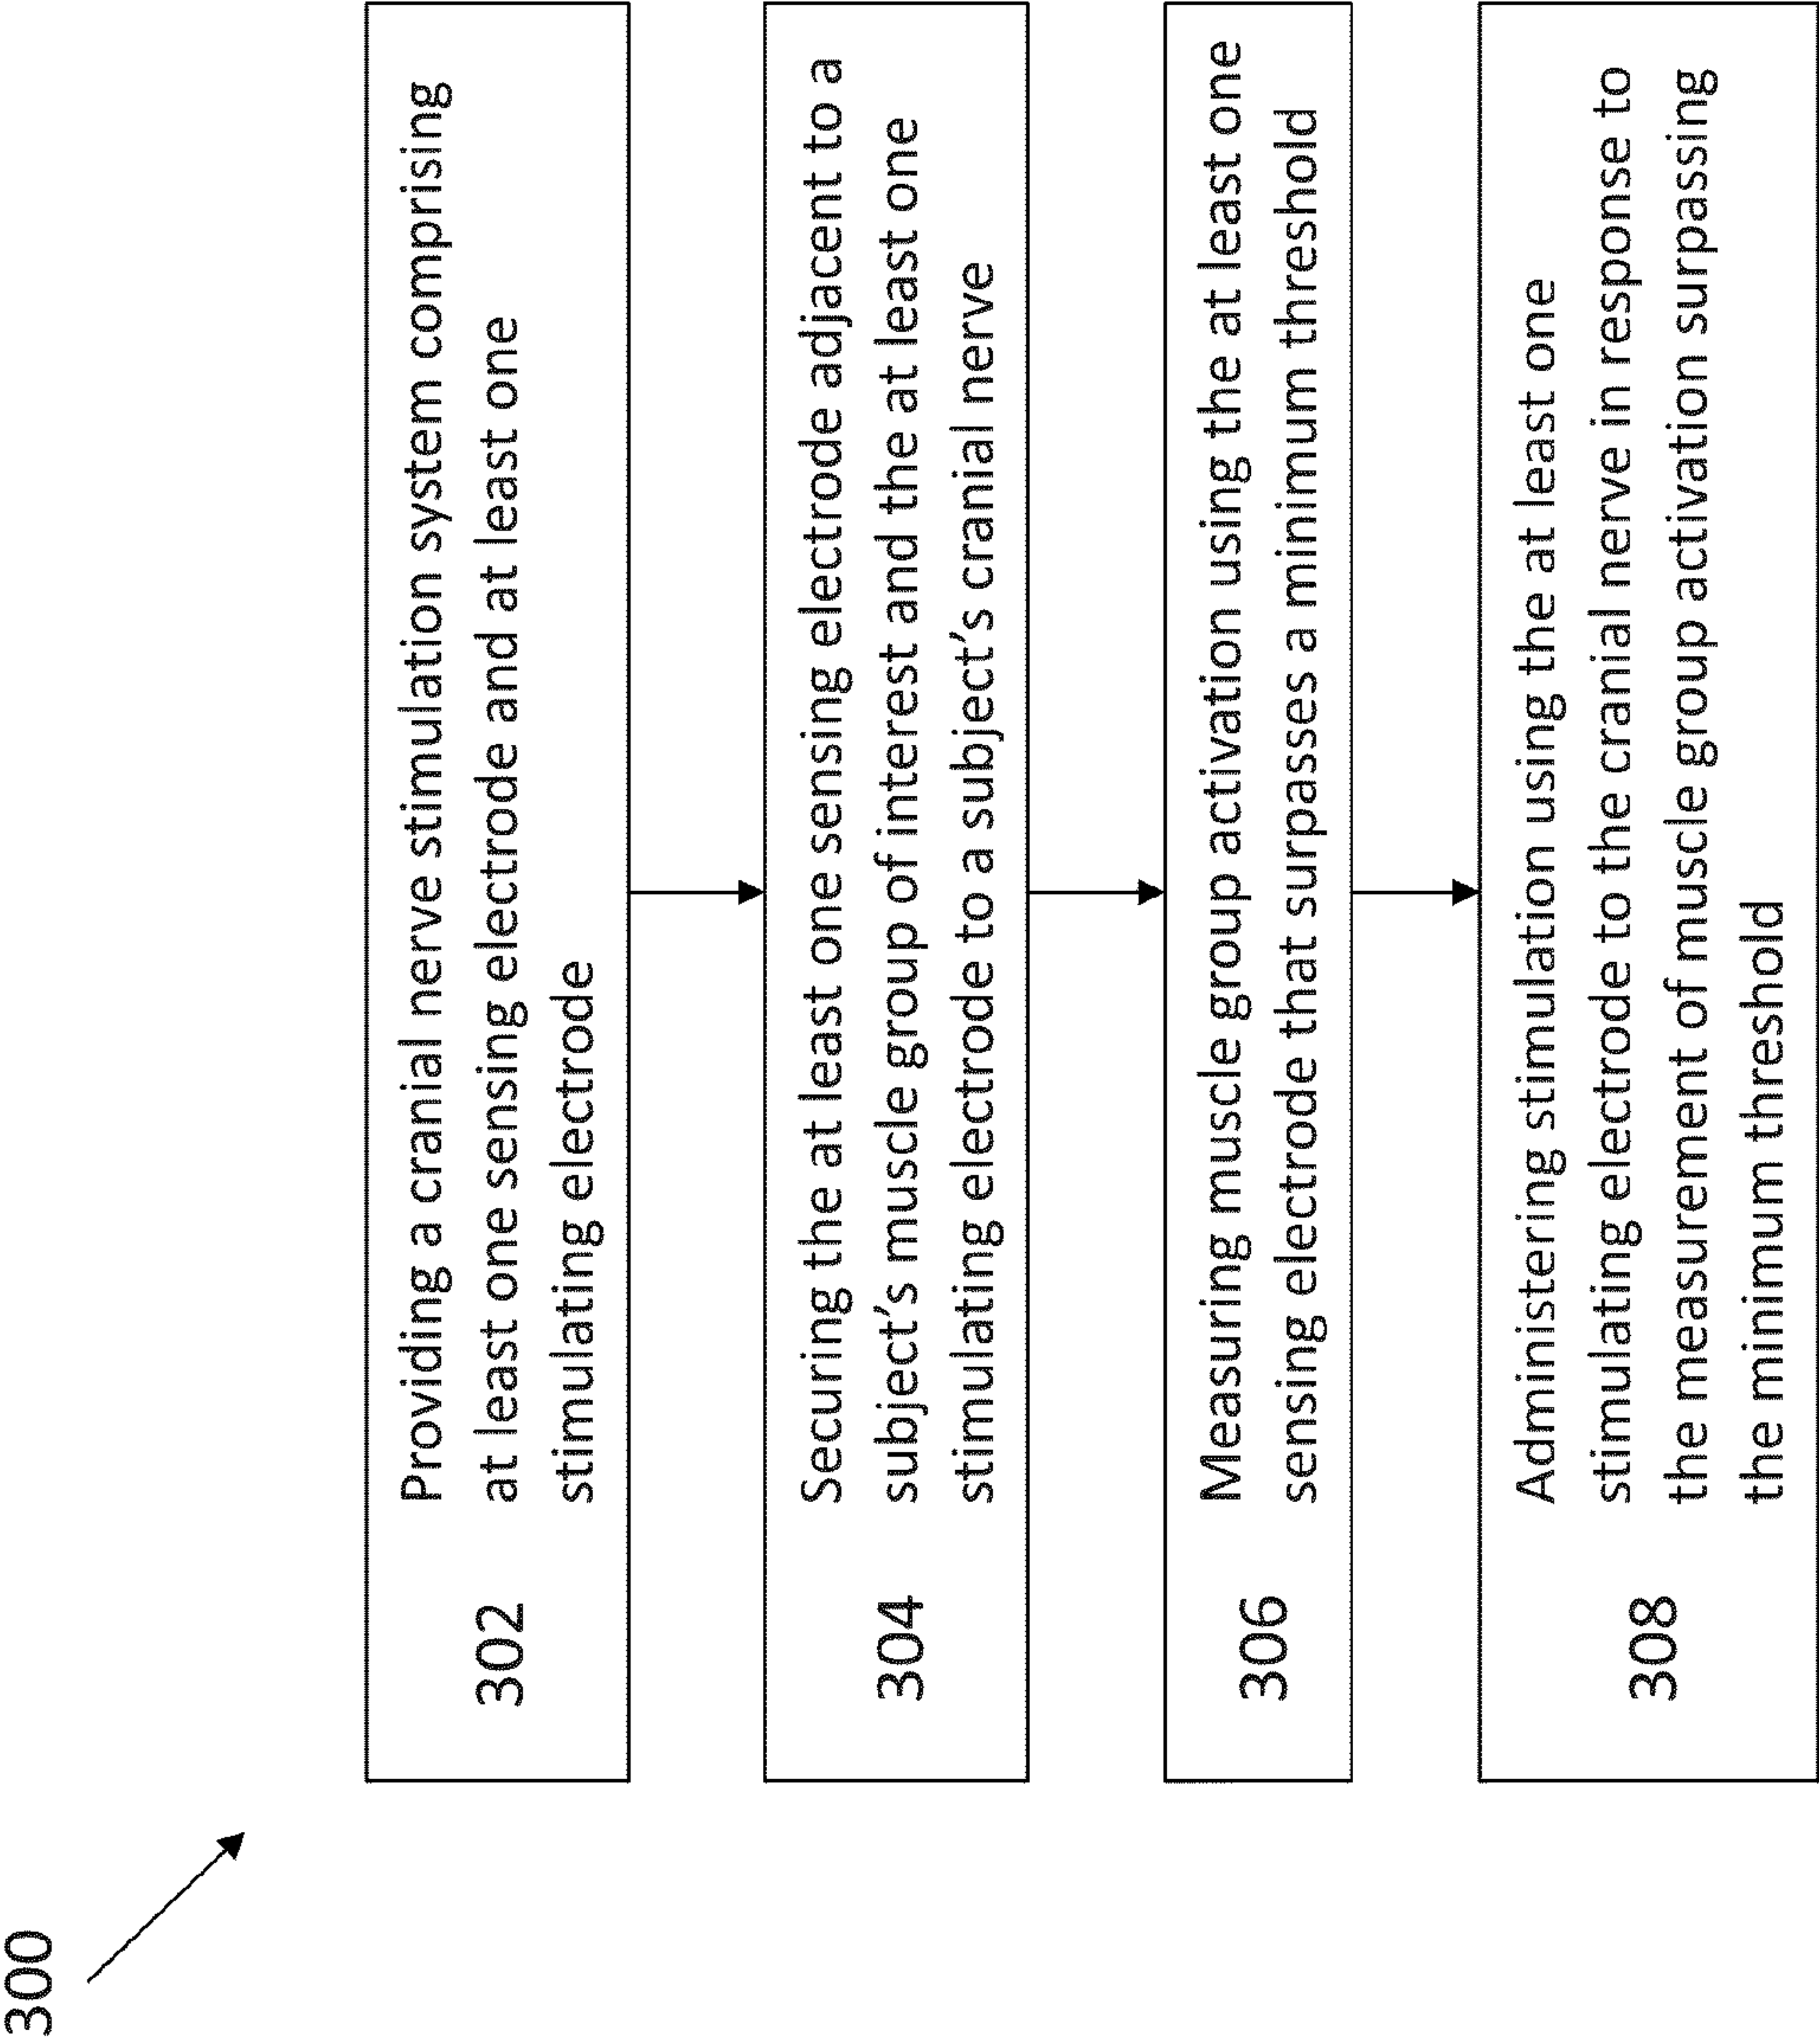 300
302
Providing a cranial nerve stimulation system comprising
at least one sensing electrode and at least one
stimulating electrode
304
Securing the at least one sensing electrode adjacent to a
subject's muscle group of interest and the at least one
stimulating electrode to a subject's cranial nerve
306
Measuring muscle group activation using the at least one
sensing electrode that surpasses a minimum threshold
308
Administering stimulation using the at least one
stimulating electrode to the cranial nerve in response to
the measurement of muscle group activation surpassing
the minimum threshold